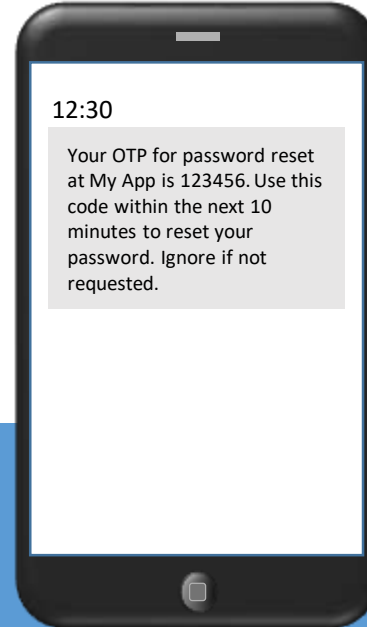 12:30
Your OTP for password reset
at My App is 123456. Use this
code within the next 10
minutes to reset your
password. Ignore if not
requested.